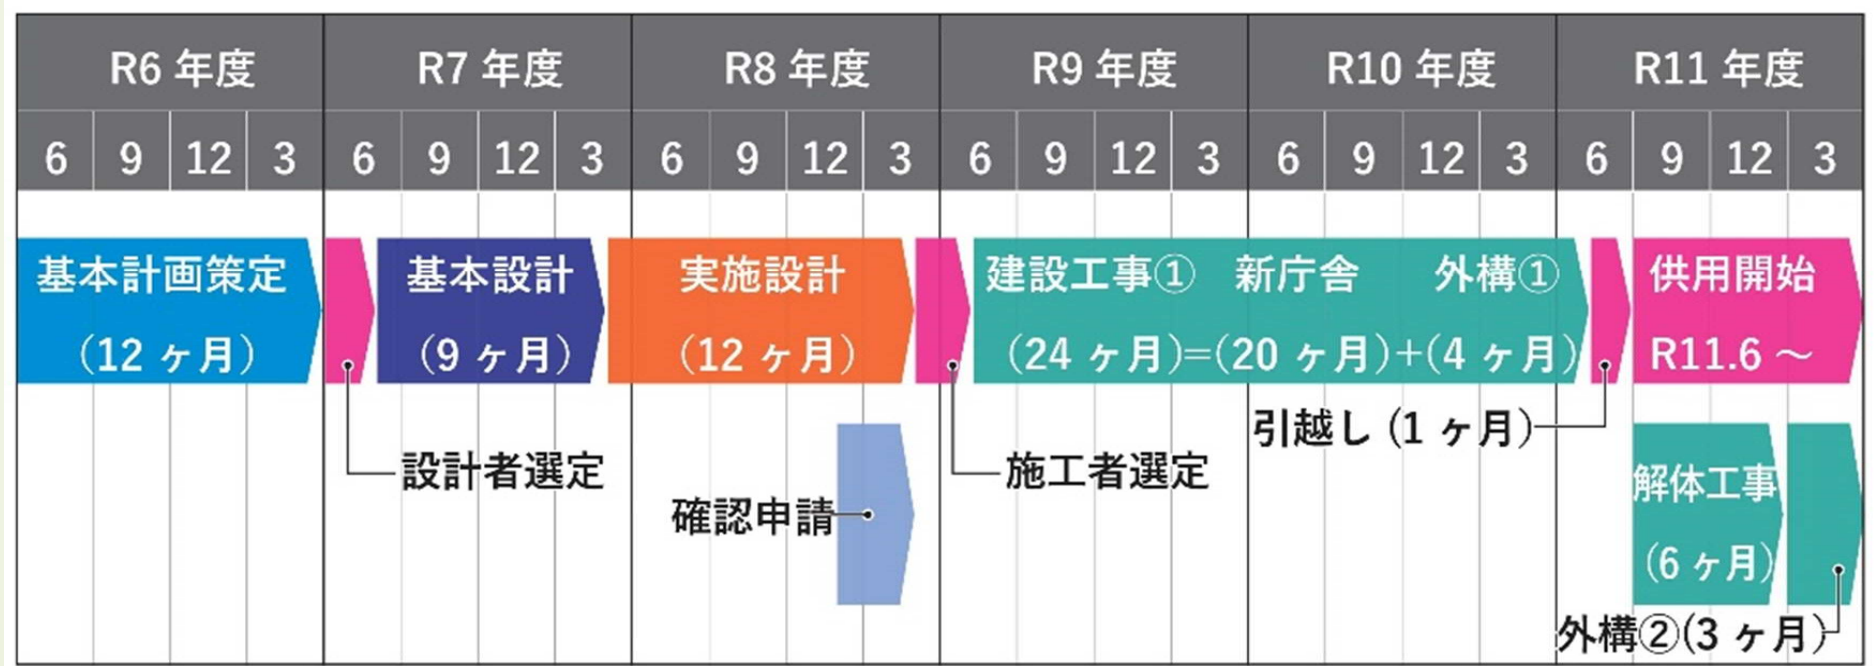 R6 年度 R7 年度 R8 年度 R9 年度 R10 年度 R11 年度
6 9 12 3 6 9 12 3 6 9 12 3 6 9 12 3 6 9 12 3 6 9 12 3
基本計画策定
(12 ヶ月)
基本設計
(9 ヶ月)
実施設計
(12 ヶ月)
建設工事① 新庁舎 外構①
(24 ヶ月)=(20 ヶ月)+(4 ヶ月)
供用開始
R11.6 ～
設計者選定
確認申請
施工者選定
引越し (1 ヶ月)
解体工事
(6 ヶ月)
外構②(3 ヶ月)